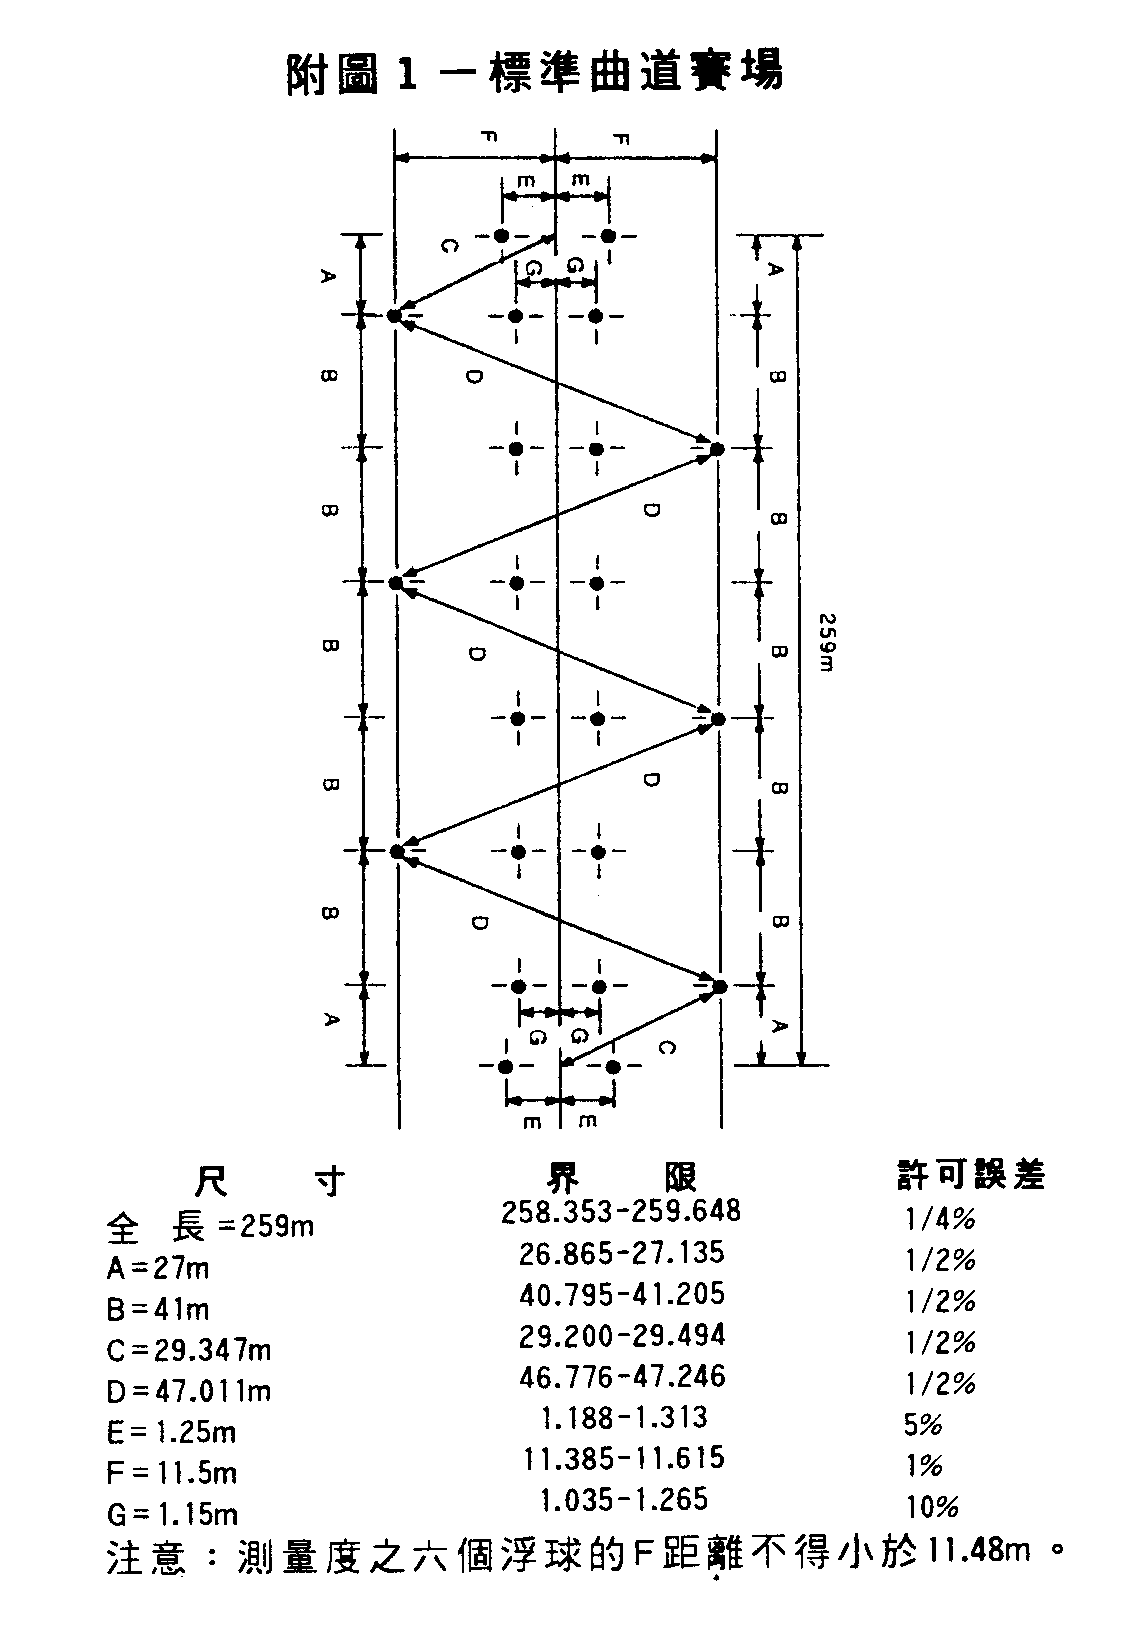 附圖1 一標準曲道賽場
F F
E E
C
G G
A A
D
B B
D
B B
259m
D
B B
D
B B
D
B B
G G
A A
C
E E
尺 寸 界 限 許可誤差
全 長=259m 258.353-259.648 1/4%
A=27m 26.865-27.135 1/2%
B=41m 40.795-41.205 1/2%
C=29.347m 29.200-29.494 1/2%
D=47.011m 46.776-47.246 1/2%
E=1.25m 1.188-1.313 5%
F=11.5m 11.385-11.615 1%
G=1.15m 1.035-1.265 10%
注意：測量度之六個浮球的F距離不得小於11.48m。